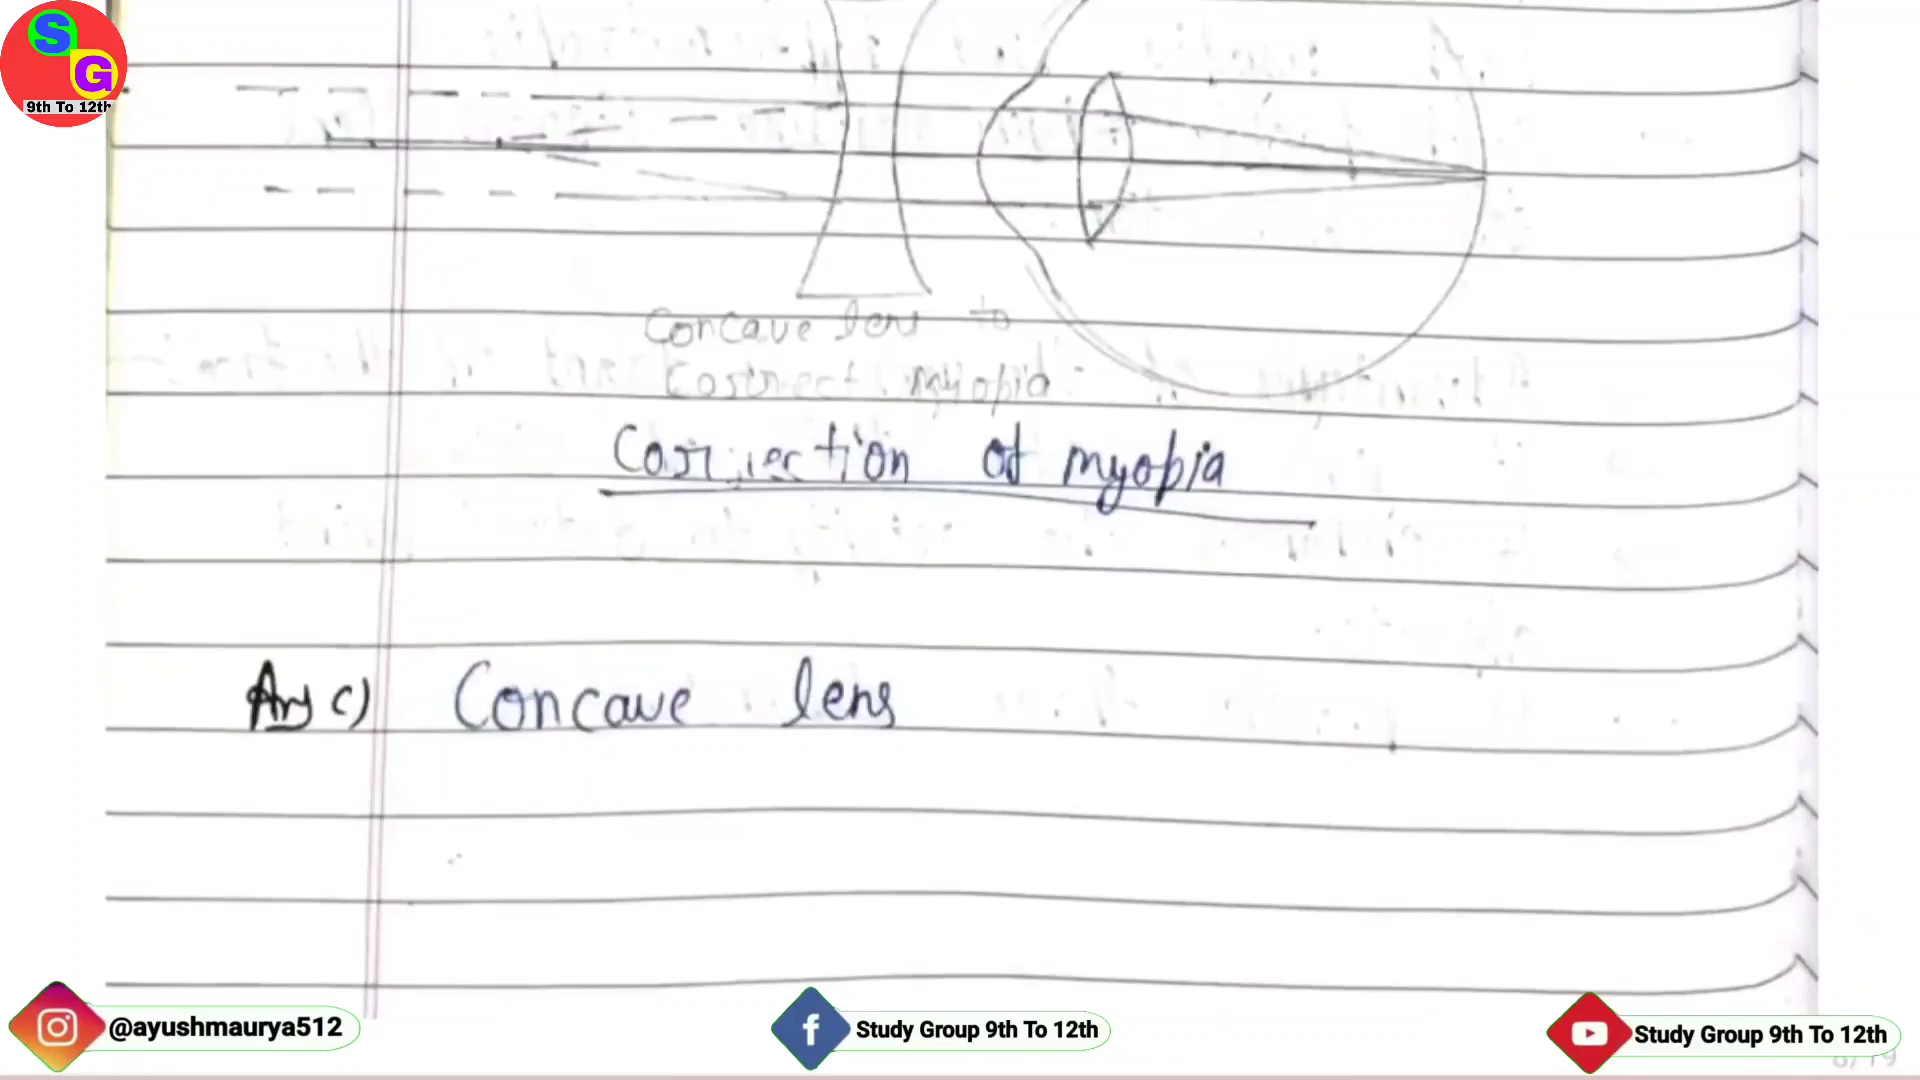 SG
9th To 12th
Concave lens to
Correct myopia
Correction of myopia
Ans c) Concave lens
@ayushmaurya512
Study Group 9th To 12th
Study Group 9th To 12th